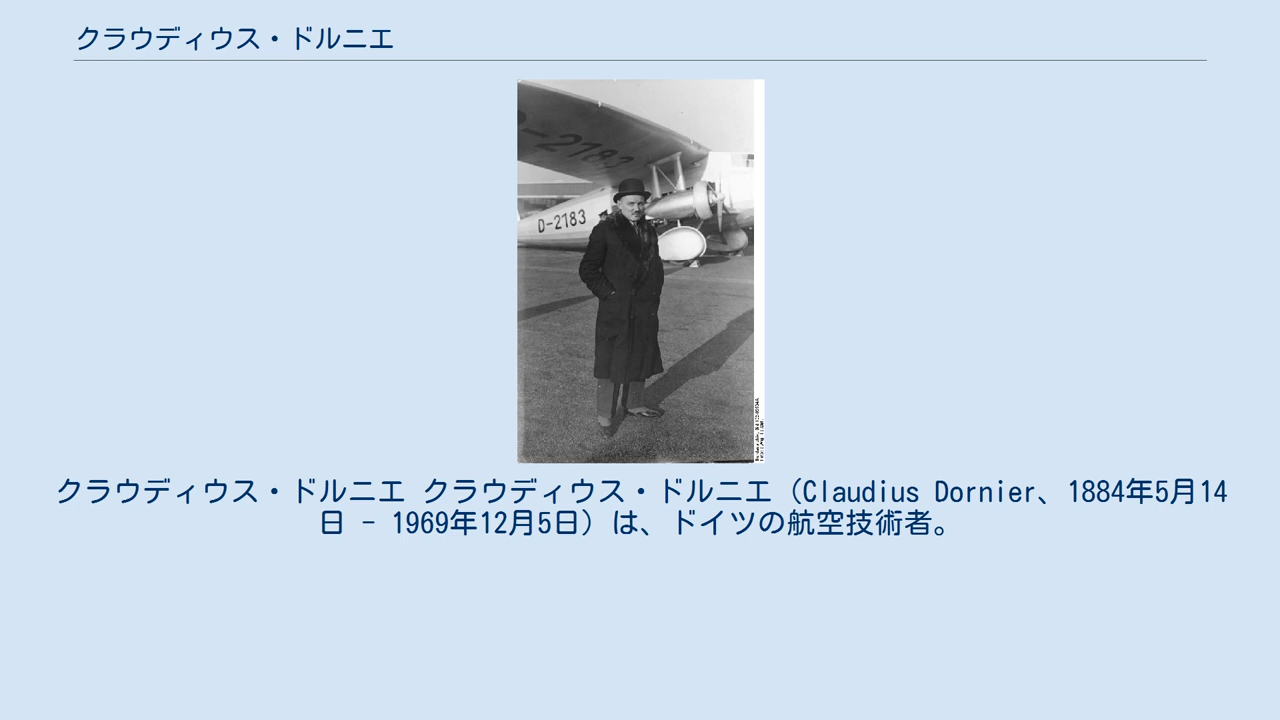 クラウディウス・ドルニエ
D-2183
D-2183
クラウディウス・ドルニエ クラウディウス・ドルニエ（Claudius Dornier、1884年5月14
日 - 1969年12月5日）は、ドイツの航空技術者。